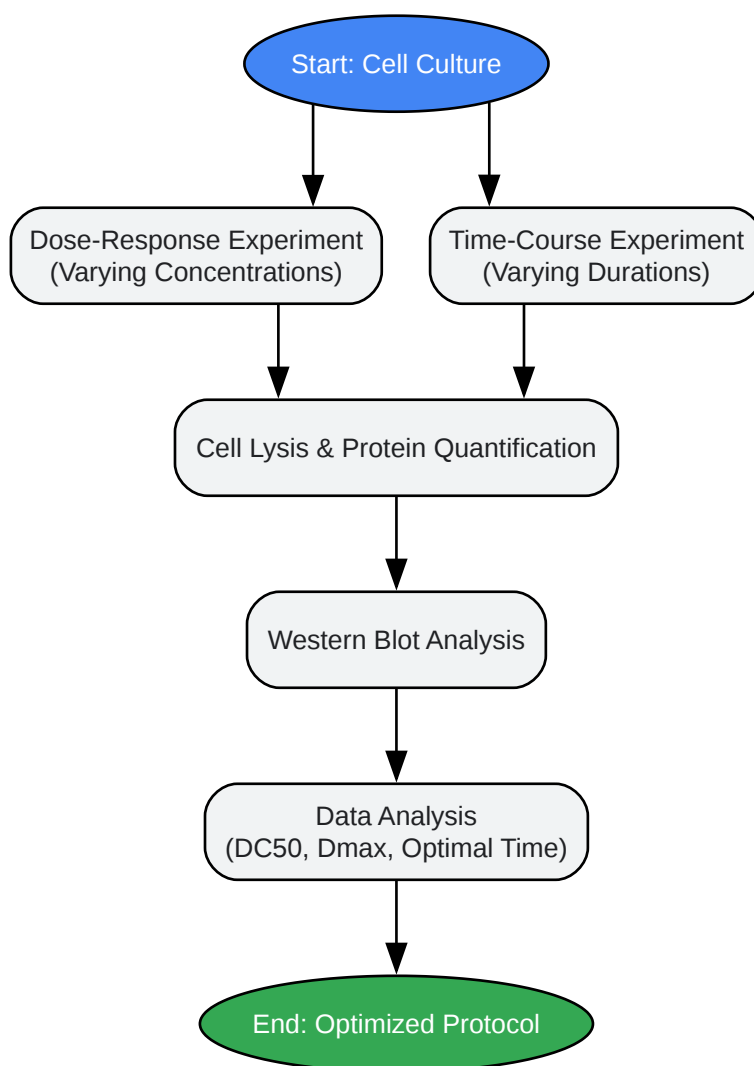 Start: Cell Culture
Dose-Response Experiment
(Varying Concentrations)
Time-Course Experiment
(Varying Durations)
Cell Lysis & Protein Quantification
Western Blot Analysis
Data Analysis
(DC50, Dmax, Optimal Time)
End: Optimized Protocol